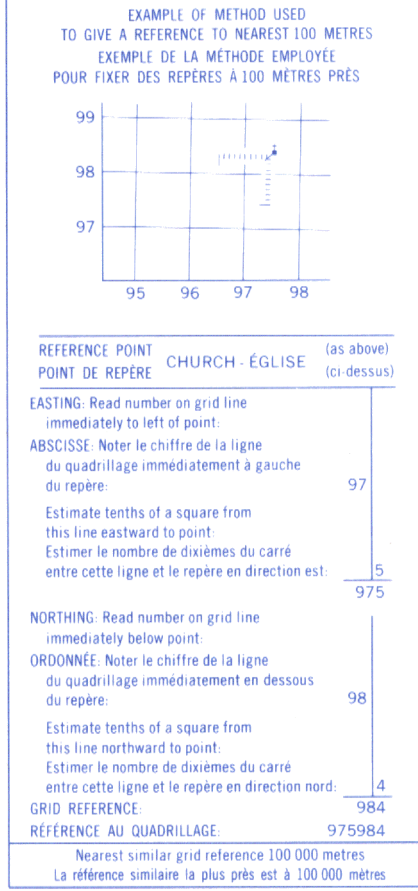 EXAMPLE OF METHOD USED
TO GIVE A REFERENCE TO NEAREST 100 METRES
EXEMPLE DE LA MÉTHODE EMPLOYÉE
POUR FIXER DES REPÈRES À 100 MÈTRES PRÈS
99
98
97
95 96 97 98
REFERENCE POINT
POINT DE REPÈRE
CHURCH - ÉGLISE
(as above)
(ci-dessus)
EASTING: Read number on grid line
immediately to left of point:
ABSCISSE: Noter le chiffre de la ligne
du quadrillage immédiatement à gauche
du repère: 97
Estimate tenths of a square from
this line eastward to point:
Estimer le nombre de dixièmes du carré
entre cette ligne et le repère en direction est: 5
975
NORTHING: Read number on grid line
immediately below point:
ORDONNÉE: Noter le chiffre de la ligne
du quadrillage immédiatement en dessous
du repère: 98
Estimate tenths of a square from
this line northward to point:
Estimer le nombre de dixièmes du carré
entre cette ligne et le repère en direction nord: 4
GRID REFERENCE: 984
RÉFÉRENCE AU QUADRILLAGE: 975984
Nearest similar grid reference 100 000 metres
La référence similaire la plus près est à 100 000 mètres